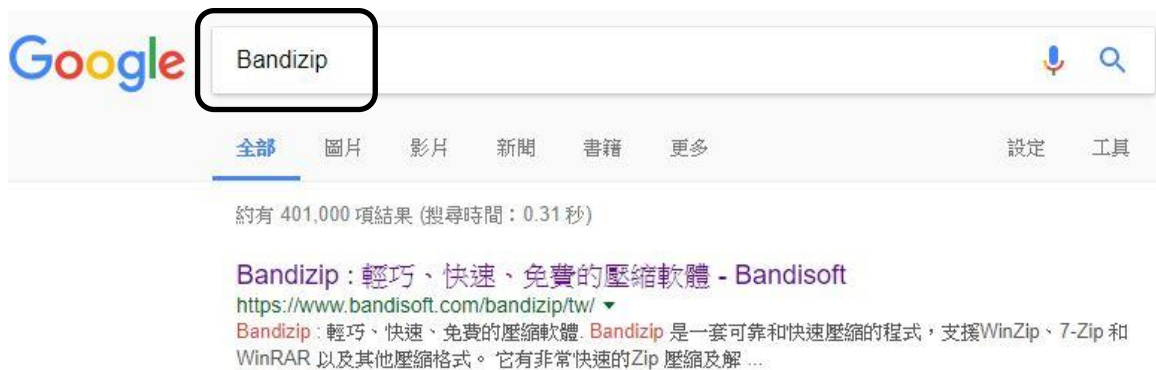 Google Bandizip
全部 圖片 影片 新聞 書籍 更多 設定 工具
約有 401,000 項結果 (搜尋時間：0.31 秒)
Bandizip : 輕巧、快速、免費的壓縮軟體 - Bandisoft
https://www.bandisoft.com/bandizip/tw/
Bandizip : 輕巧、快速、免費的壓縮軟體. Bandizip 是一套可靠和快速壓縮的程式，支援WinZip、7-Zip 和
WinRAR 以及其他壓縮格式。 它有非常快速的Zip 壓縮及解 ...